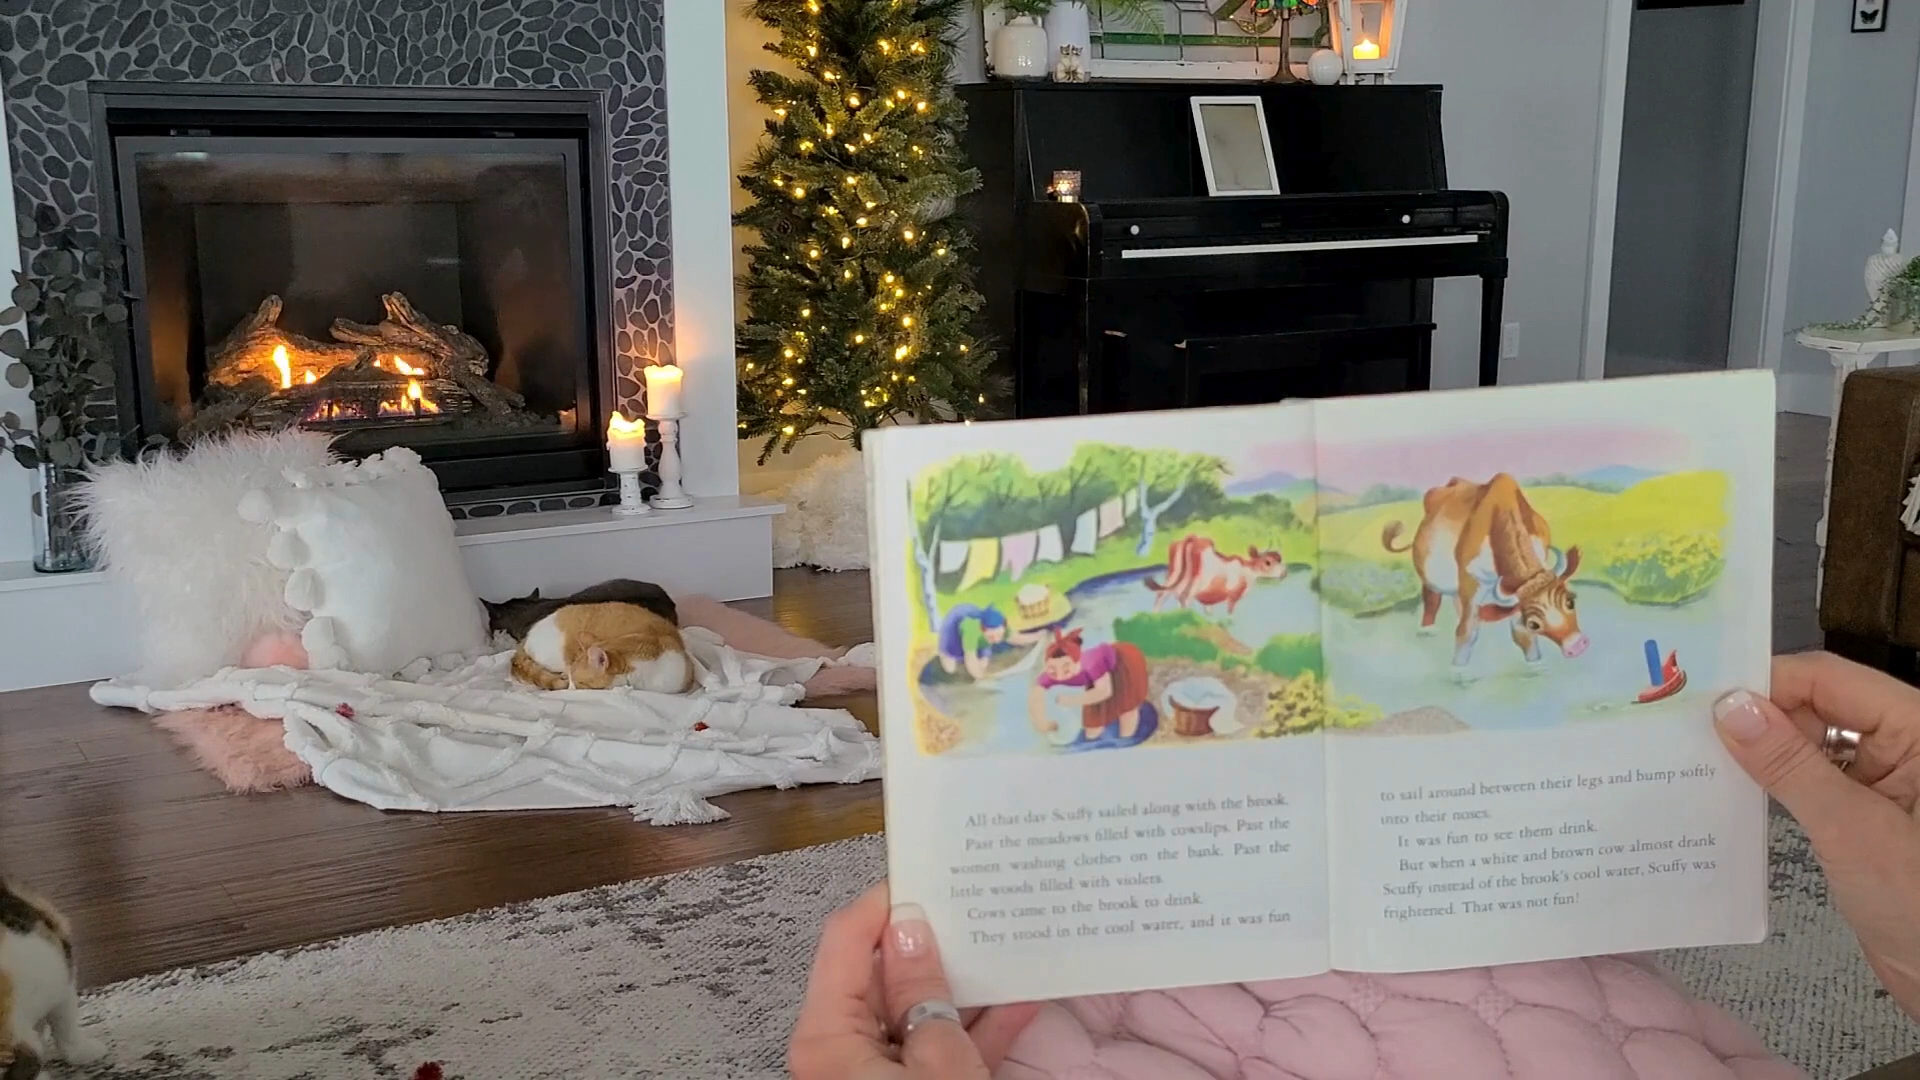 All that day Scuffy sailed along with the brook.
Past the meadows filled with cowslips. Past the
women washing clothes on the bank. Past the
little woods filled with violets.
Cows came to the brook to drink.
They stood in the cool water, and it was fun
to sail around between their legs and bump softly
into their noses.
It was fun to see them drink.
But when a white and brown cow almost drank
Scuffy instead of the brook's cool water, Scuffy was
frightened. That was not fun!